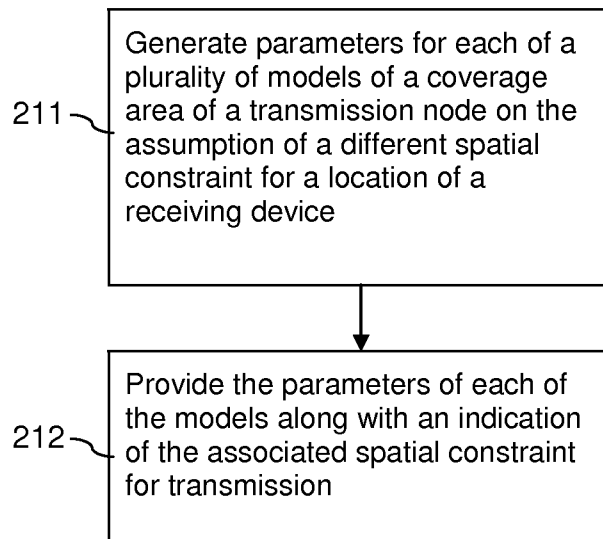 211
Generate parameters for each of a
plurality of models of a coverage
area of a transmission node on the
assumption of a different spatial
constraint for a location of a
receiving device
212
Provide the parameters of each of
the models along with an indication
of the associated spatial constraint
for transmission